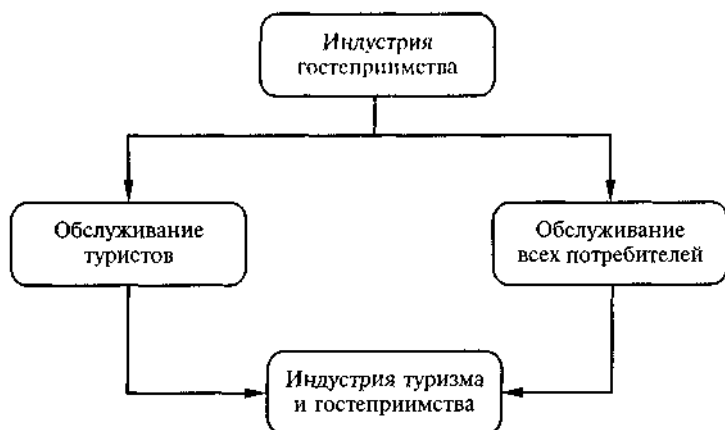 Индустрия
гостеприимства
Обслуживание
туристов
Обслуживание
всех потребителей
Индустрия туризма
и гостеприимства